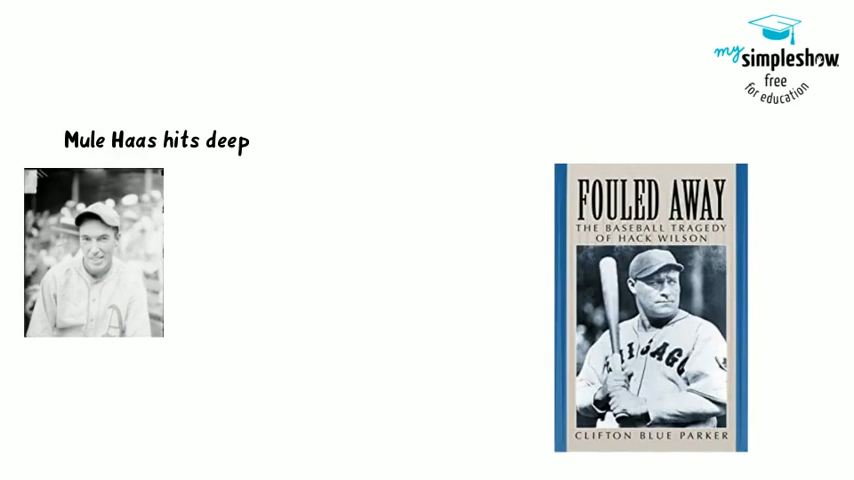 my
simpleshow
free
for education
Mule Haas hits deep
FOULED AWAY
THE BASEBALL TRAGEDY
OF HACK WILSON
CHICAGO
CLIFTON BLUE PARKER